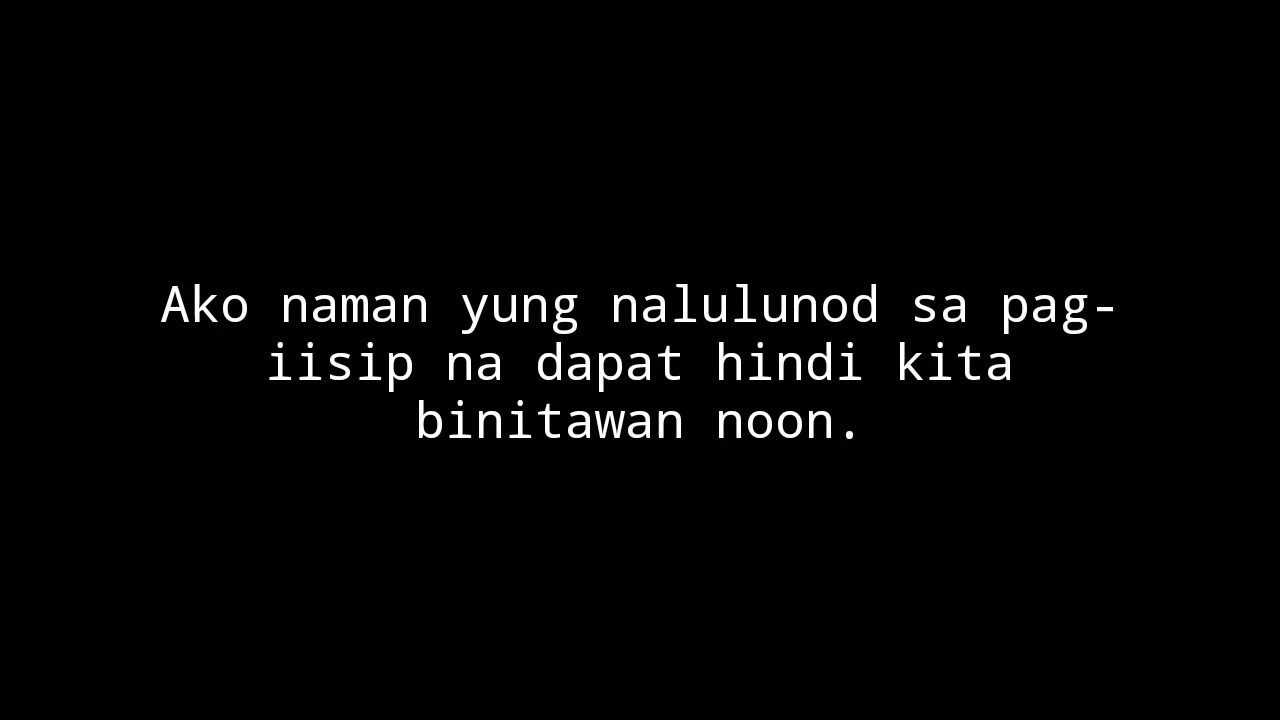 Ako naman yung nalulunod sa pag-
iisip na dapat hindi kita
binitawan noon.